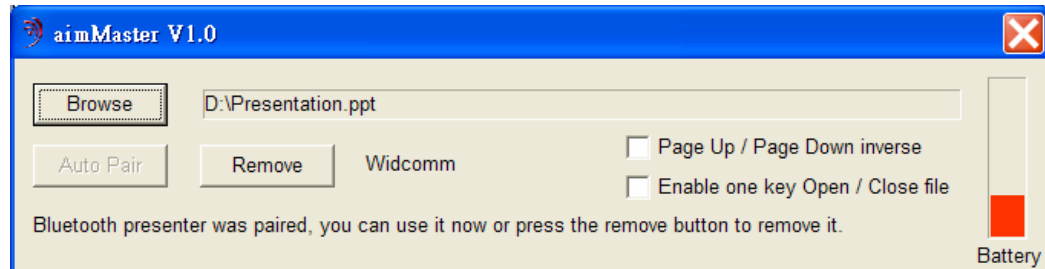 aimMaster V1.0
Browse D:\Presentation.ppt
Auto Pair Remove Widcomm
Page Up / Page Down inverse
Enable one key Open / Close file
Bluetooth presenter was paired, you can use it now or press the remove button to remove it.
Battery